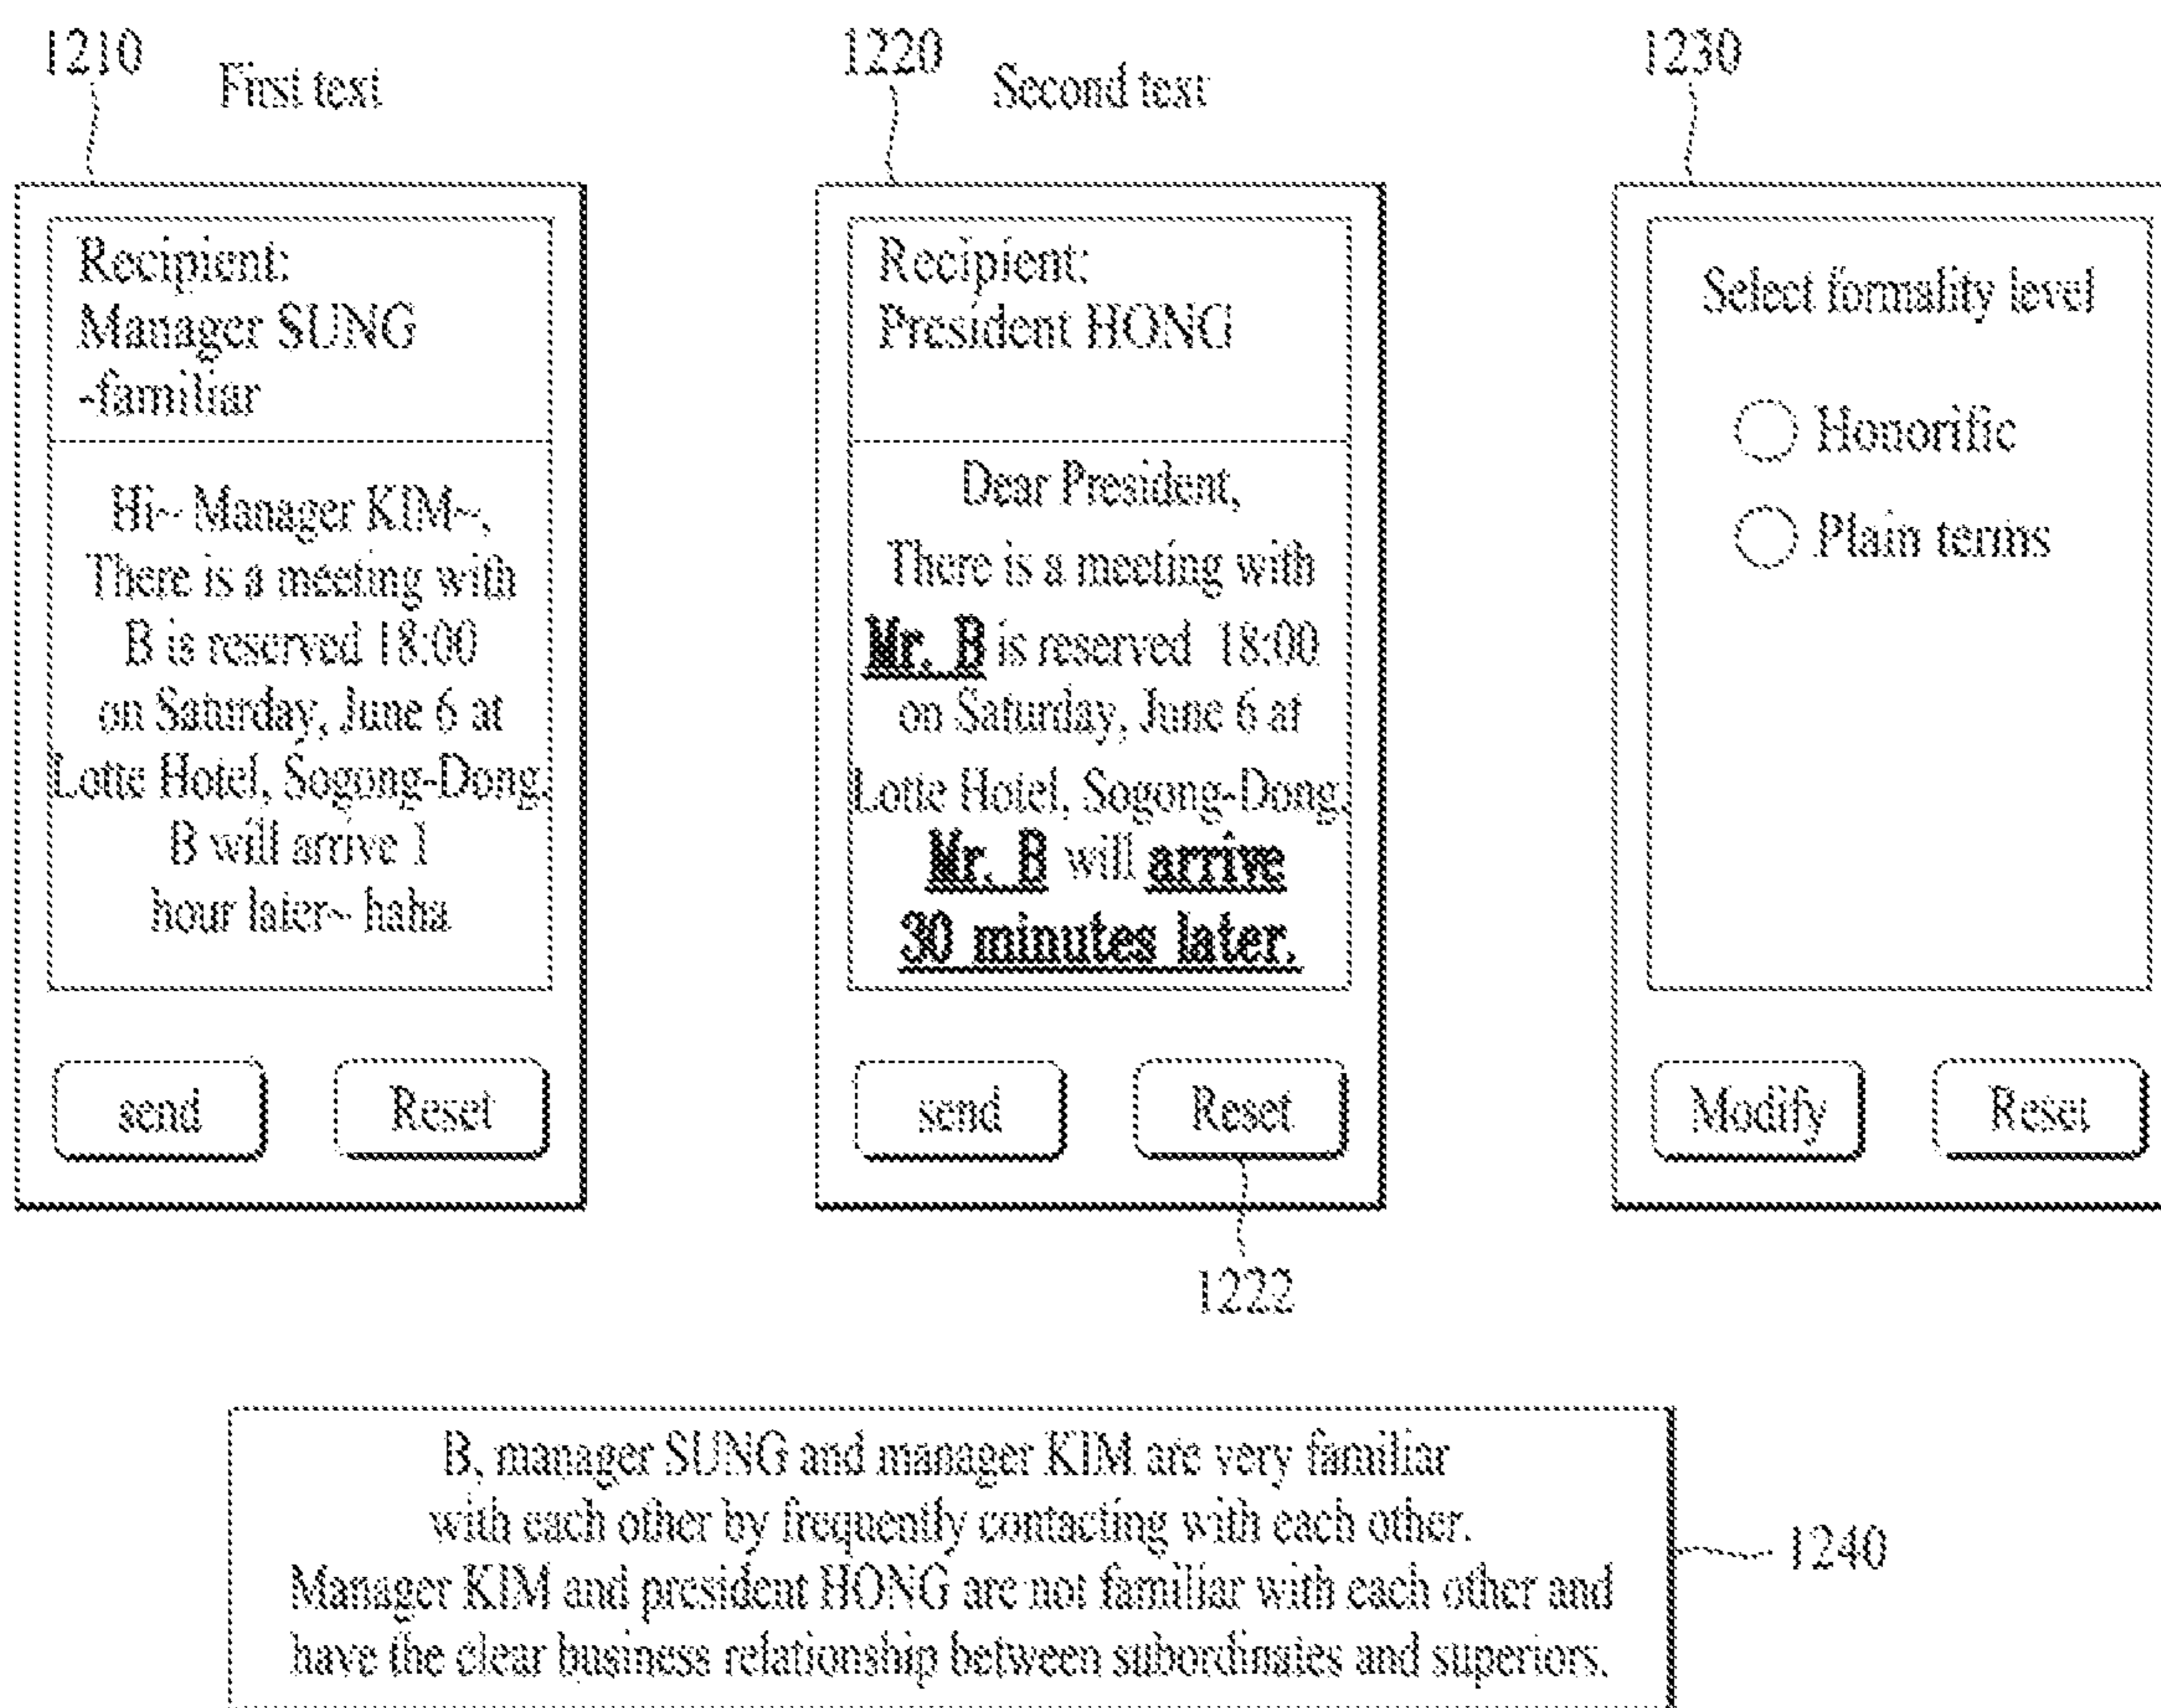 1210
First text
Recipient:
Manager SUNG
-familiar
Hi~ Manager KIM~,
There is a meeting with
B is reserved 18:00
on Saturday, June 6 at
Lotte Hotel, Sogong-Dong.
B will arrive 1
hour later~ haha
send
Reset
1220
Second text
Recipient:
President HONG
Dear President,
There is a meeting with
Mr. B is reserved 18:00
on Saturday, June 6 at
Lotte Hotel, Sogong-Dong.
Mr. B will arrive
30 minutes later.
send
Reset
1222
1230
Select formality level
Honorific
Plain terms
Modify
Reset
B, manager SUNG and manager KIM are very familiar
with each other by frequently contacting with each other.
Manager KIM and president HONG are not familiar with each other and
have the clear business relationship between subordinates and superiors.
1240